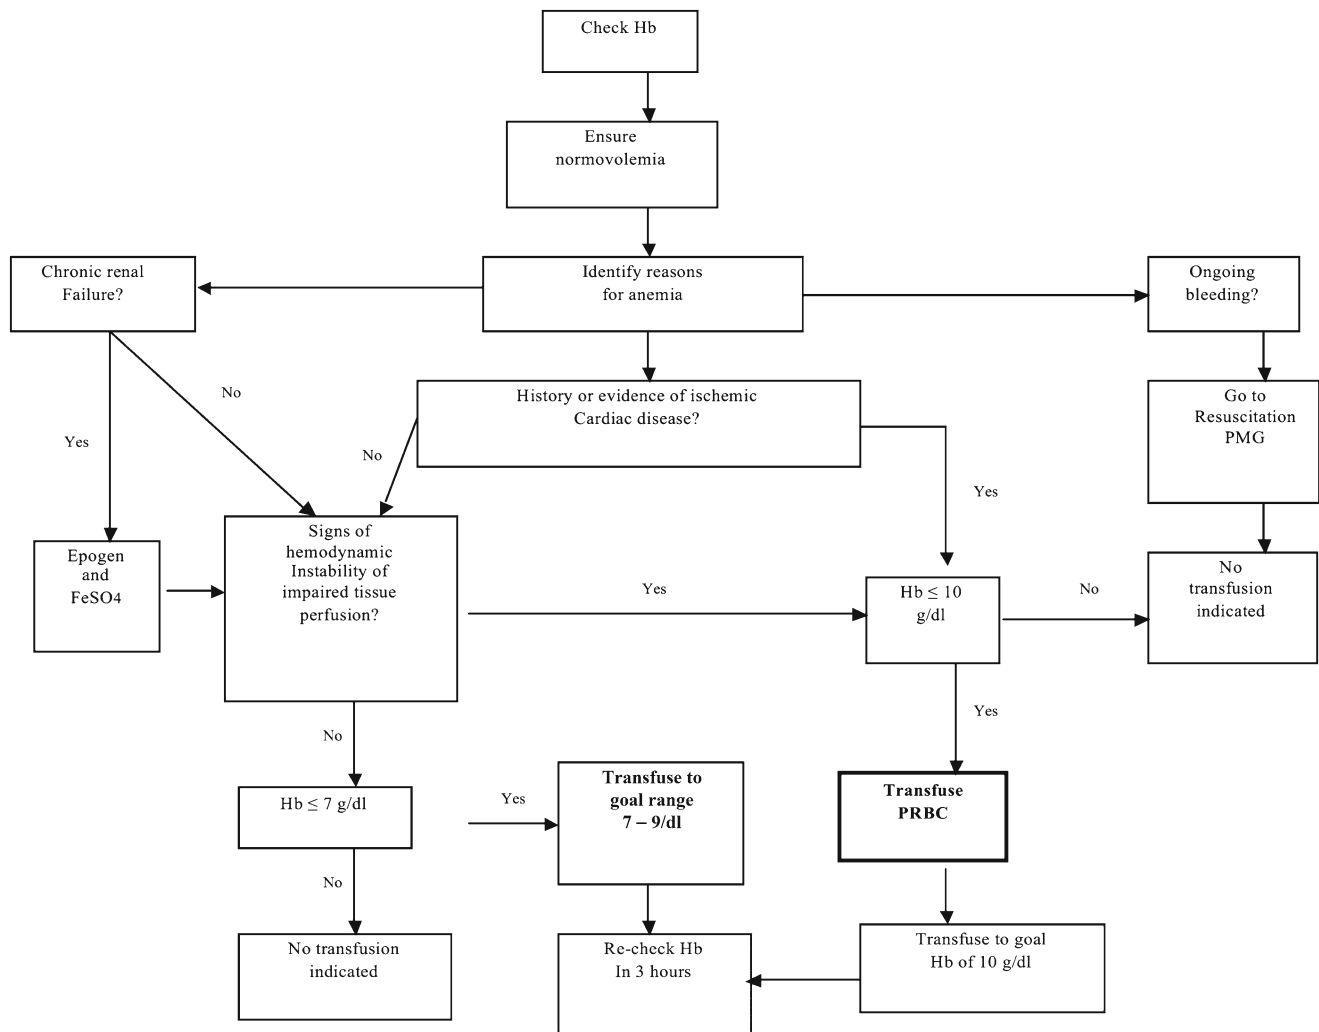 Check Hb
Ensure
normovolemia
Chronic renal
Failure?
Identify reasons
for anemia
Ongoing
bleeding?
No
History or evidence of ischemic
Cardiac disease?
Go to
Resuscitation
PMG
Yes
No
Yes
Signs of
hemodynamic
Instability of
impaired tissue
perfusion?
Epogen
and
FeSO4
Yes
Hb ≤ 10
g/dl
No
No
transfusion
indicated
No
Yes
Hb ≤ 7 g/dl
Yes
Transfuse to
goal range
7 – 9/dl
Transfuse
PRBC
No
No transfusion
indicated
Re-check Hb
In 3 hours
Transfuse to goal
Hb of 10 g/dl